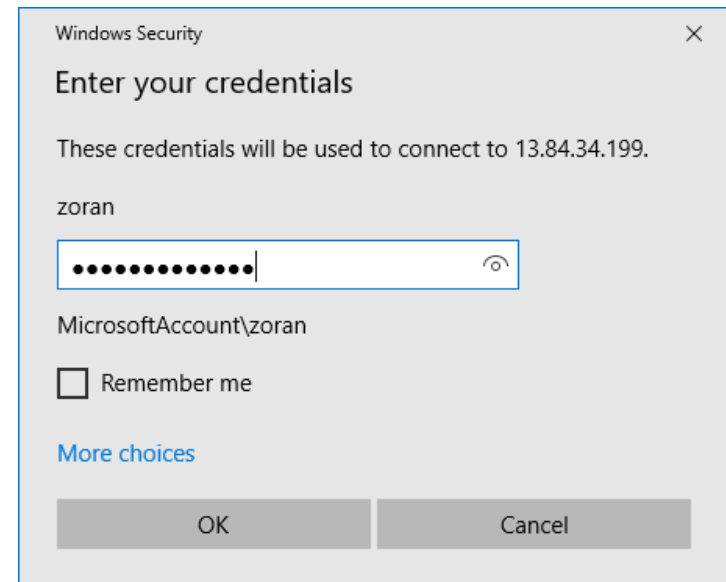 Windows Security
Enter your credentials
These credentials will be used to connect to 13.84.34.199.
zoran
•••••••••••••
MicrosoftAccount\zoran
Remember me
More choices
OK
Cancel